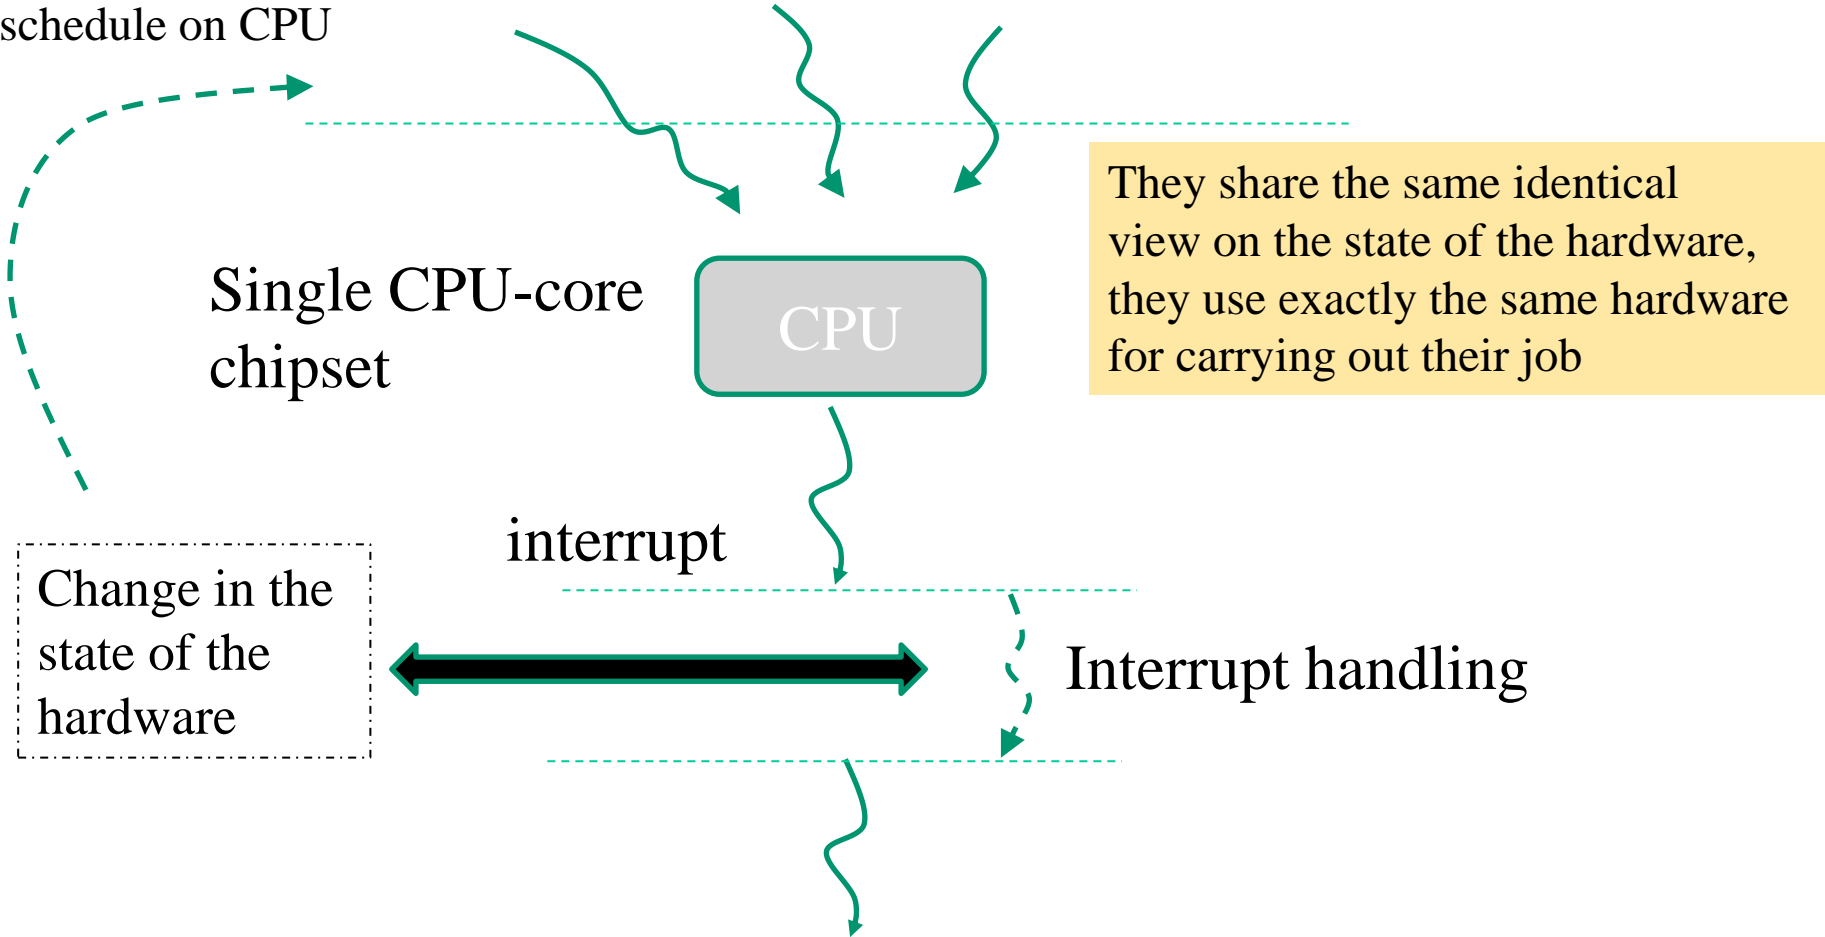 schedule on CPU
They share the same identical
view on the state of the hardware,
they use exactly the same hardware
for carrying out their job
Single CPU-core
chipset
CPU
interrupt
Change in the
state of the
hardware
Interrupt handling